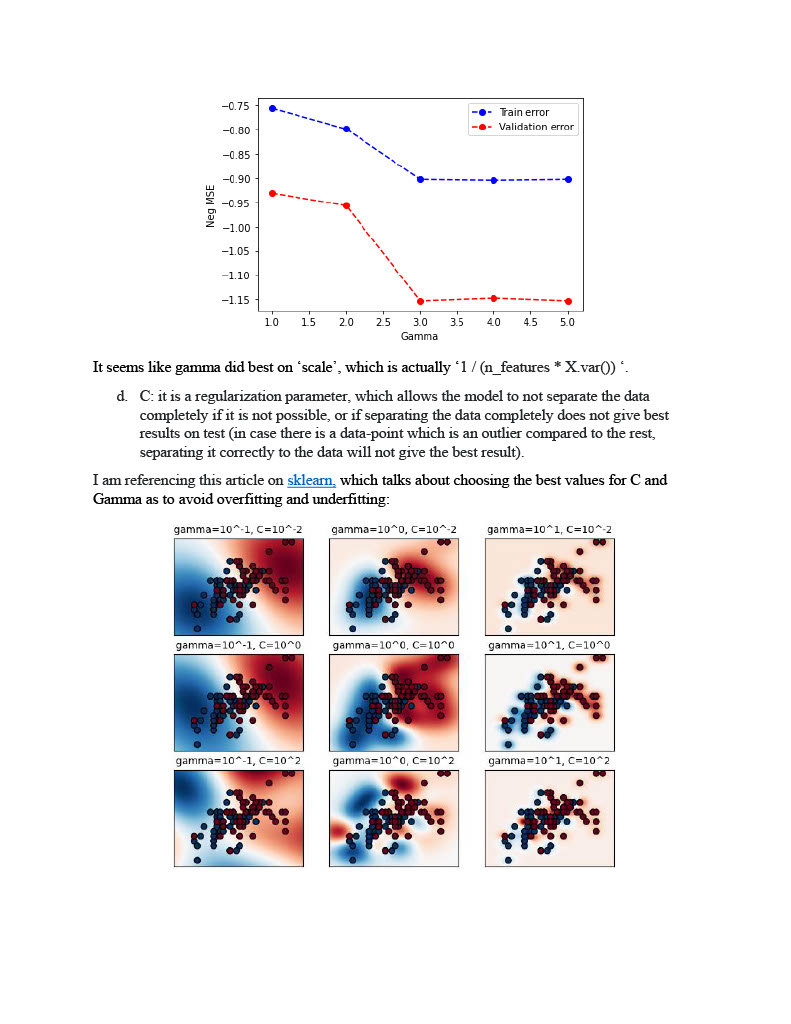 −0.75
−0.80
−0.85
−0.90
−0.95
−1.00
−1.05
−1.10
−1.15
Neg MSE
Train error
Validation error
1.0 1.5 2.0 2.5 3.0 3.5 4.0 4.5 5.0
Gamma
It seems like gamma did best on ‘scale’, which is actually ‘1 / (n_features * X.var()) ‘.
d. C: it is a regularization parameter, which allows the model to not separate the data
completely if it is not possible, or if separating the data completely does not give best
results on test (in case there is a data-point which is an outlier compared to the rest,
separating it correctly to the data will not give the best result).
I am referencing this article on sklearn, which talks about choosing the best values for C and
Gamma as to avoid overfitting and underfitting:
gamma=10^-1, C=10^-2 gamma=10^0, C=10^-2 gamma=10^1, C=10^-2
gamma=10^-1, C=10^0 gamma=10^0, C=10^0 gamma=10^1, C=10^0
gamma=10^-1, C=10^2 gamma=10^0, C=10^2 gamma=10^1, C=10^2